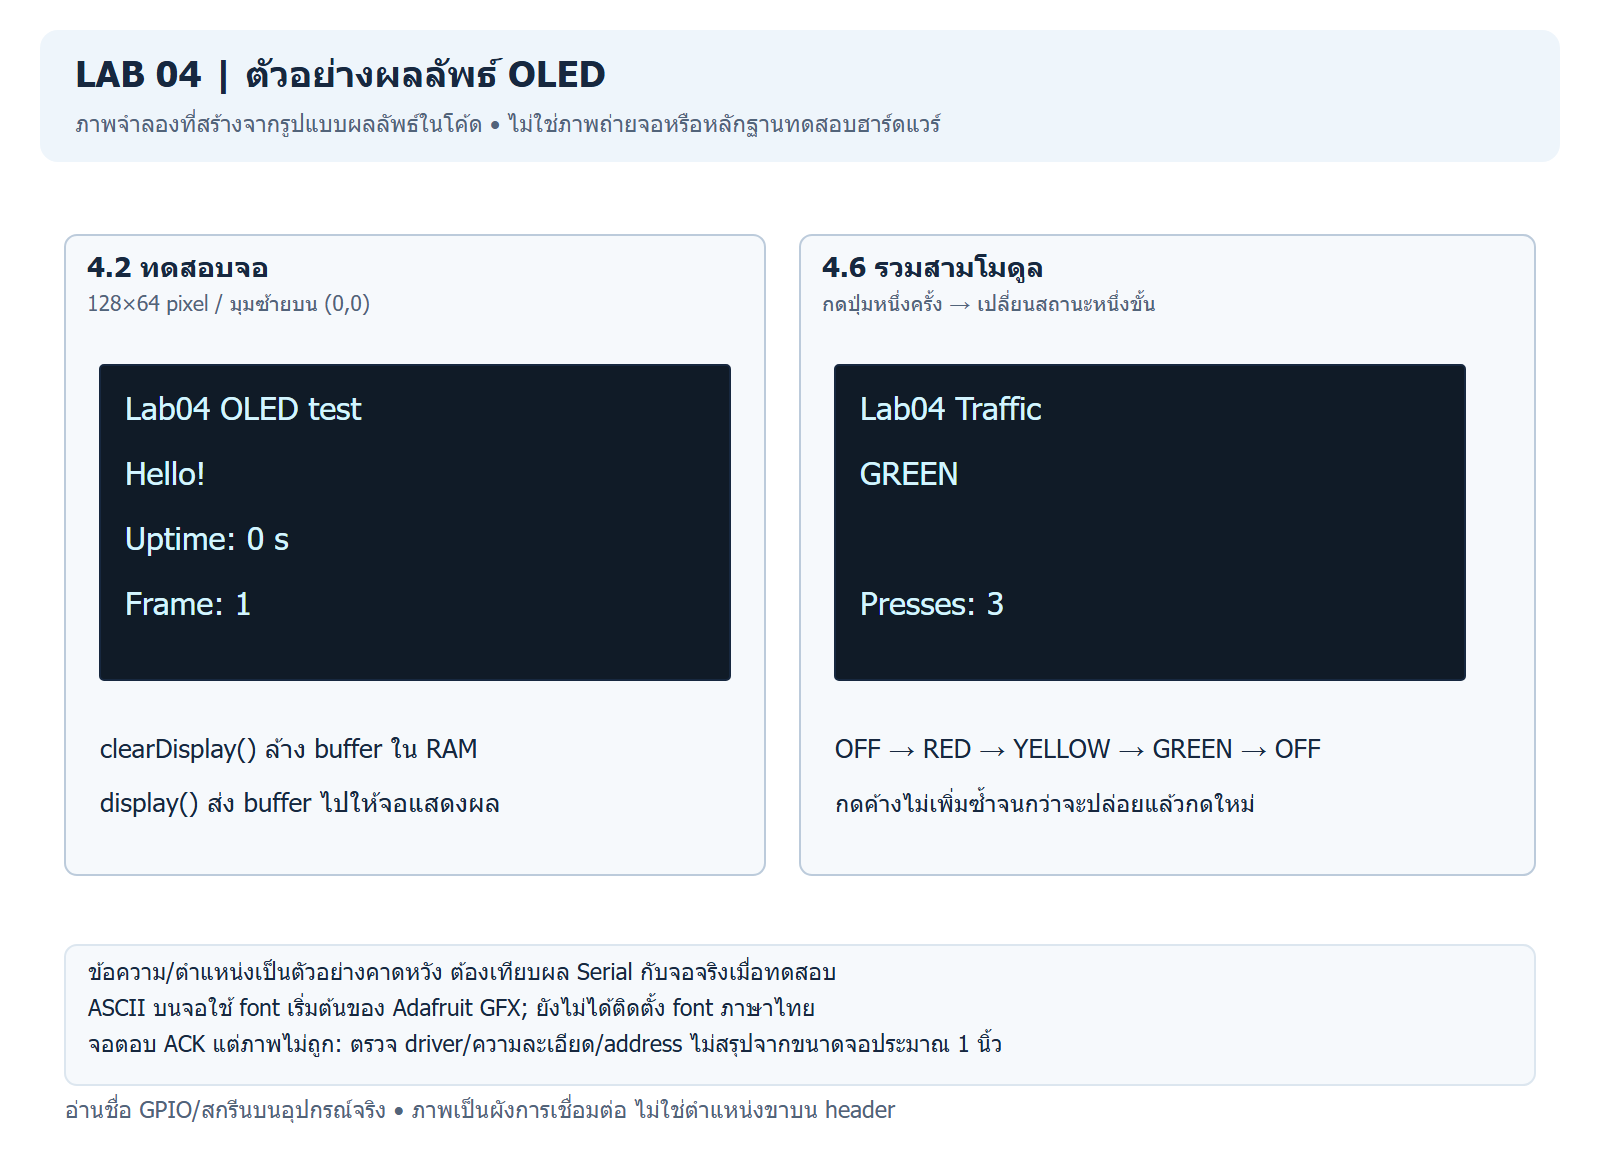 LAB 04 | ตัวอย่างผลลัพธ์ OLED
ภาพจำลองที่สร้างจากรูปแบบผลลัพธ์ในโค้ด • ไม่ใช่ภาพถ่ายจอหรือหลักฐานทดสอบฮาร์ดแวร์
4.2 ทดสอบจอ
128×64 pixel / มุมซ้ายบน (0,0)
Lab04 OLED test
Hello!
Uptime: 0 s
Frame: 1
clearDisplay() ล้าง buffer ใน RAM
display() ส่ง buffer ไปให้จอแสดงผล
4.6 รวมสามโมดูล
กดปุ่มหนึ่งครั้ง → เปลี่ยนสถานะหนึ่งขั้น
Lab04 Traffic
GREEN
Presses: 3
OFF → RED → YELLOW → GREEN → OFF
กดค้างไม่เพิ่มซ้ำจนกว่าจะปล่อยแล้วกดใหม่
ข้อความ/ตำแหน่งเป็นตัวอย่างคาดหวัง ต้องเทียบผล Serial กับจอจริงเมื่อทดสอบ
ASCII บนจอใช้ font เริ่มต้นของ Adafruit GFX; ยังไม่ได้ติดตั้ง font ภาษาไทย
จอตอบ ACK แต่ภาพไม่ถูก: ตรวจ driver/ความละเอียด/address ไม่สรุปจากขนาดจอประมาณ 1 นิ้ว
อ่านชื่อ GPIO/สกรีนบนอุปกรณ์จริง • ภาพเป็นผังการเชื่อมต่อ ไม่ใช่ตำแหน่งขาบน header